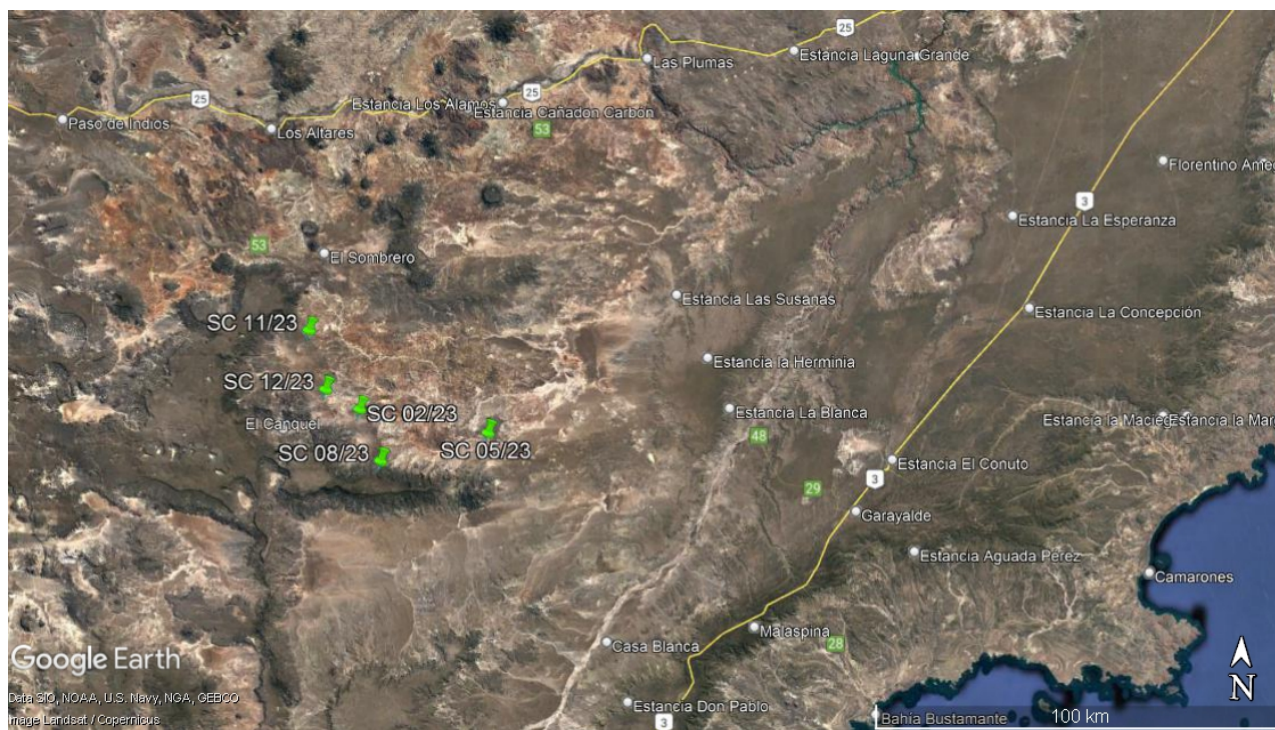 25
Las Plumas
Estancia Laguna Grande
25
Estancia Los Alamos
25
Estancia Cañadon Carbon
Paso de Indios
Los Altares
53
Florentino Ame
3
Estancia La Esperanza
53
El Sombrero
Estancia Las Susanas
Estancia La Concepción
SC 11/23
Estancia la Herminia
SC 12/23
SC 02/23
Estancia La Blanca
El Canquel
Estancia la Macieg
Estancia la Mar
48
SC 08/23
SC 05/23
Estancia El Conuto
3
29
Garayalde
Estancia Aguada Perez
Camarones
Malaspina
28
Casa Blanca
Google Earth
N
Data SIO, NOAA, U.S. Navy, NGA, GEBCO
Estancia Don Pablo
Image Landsat / Copernicus
3
Bahía Bustamante
100 km